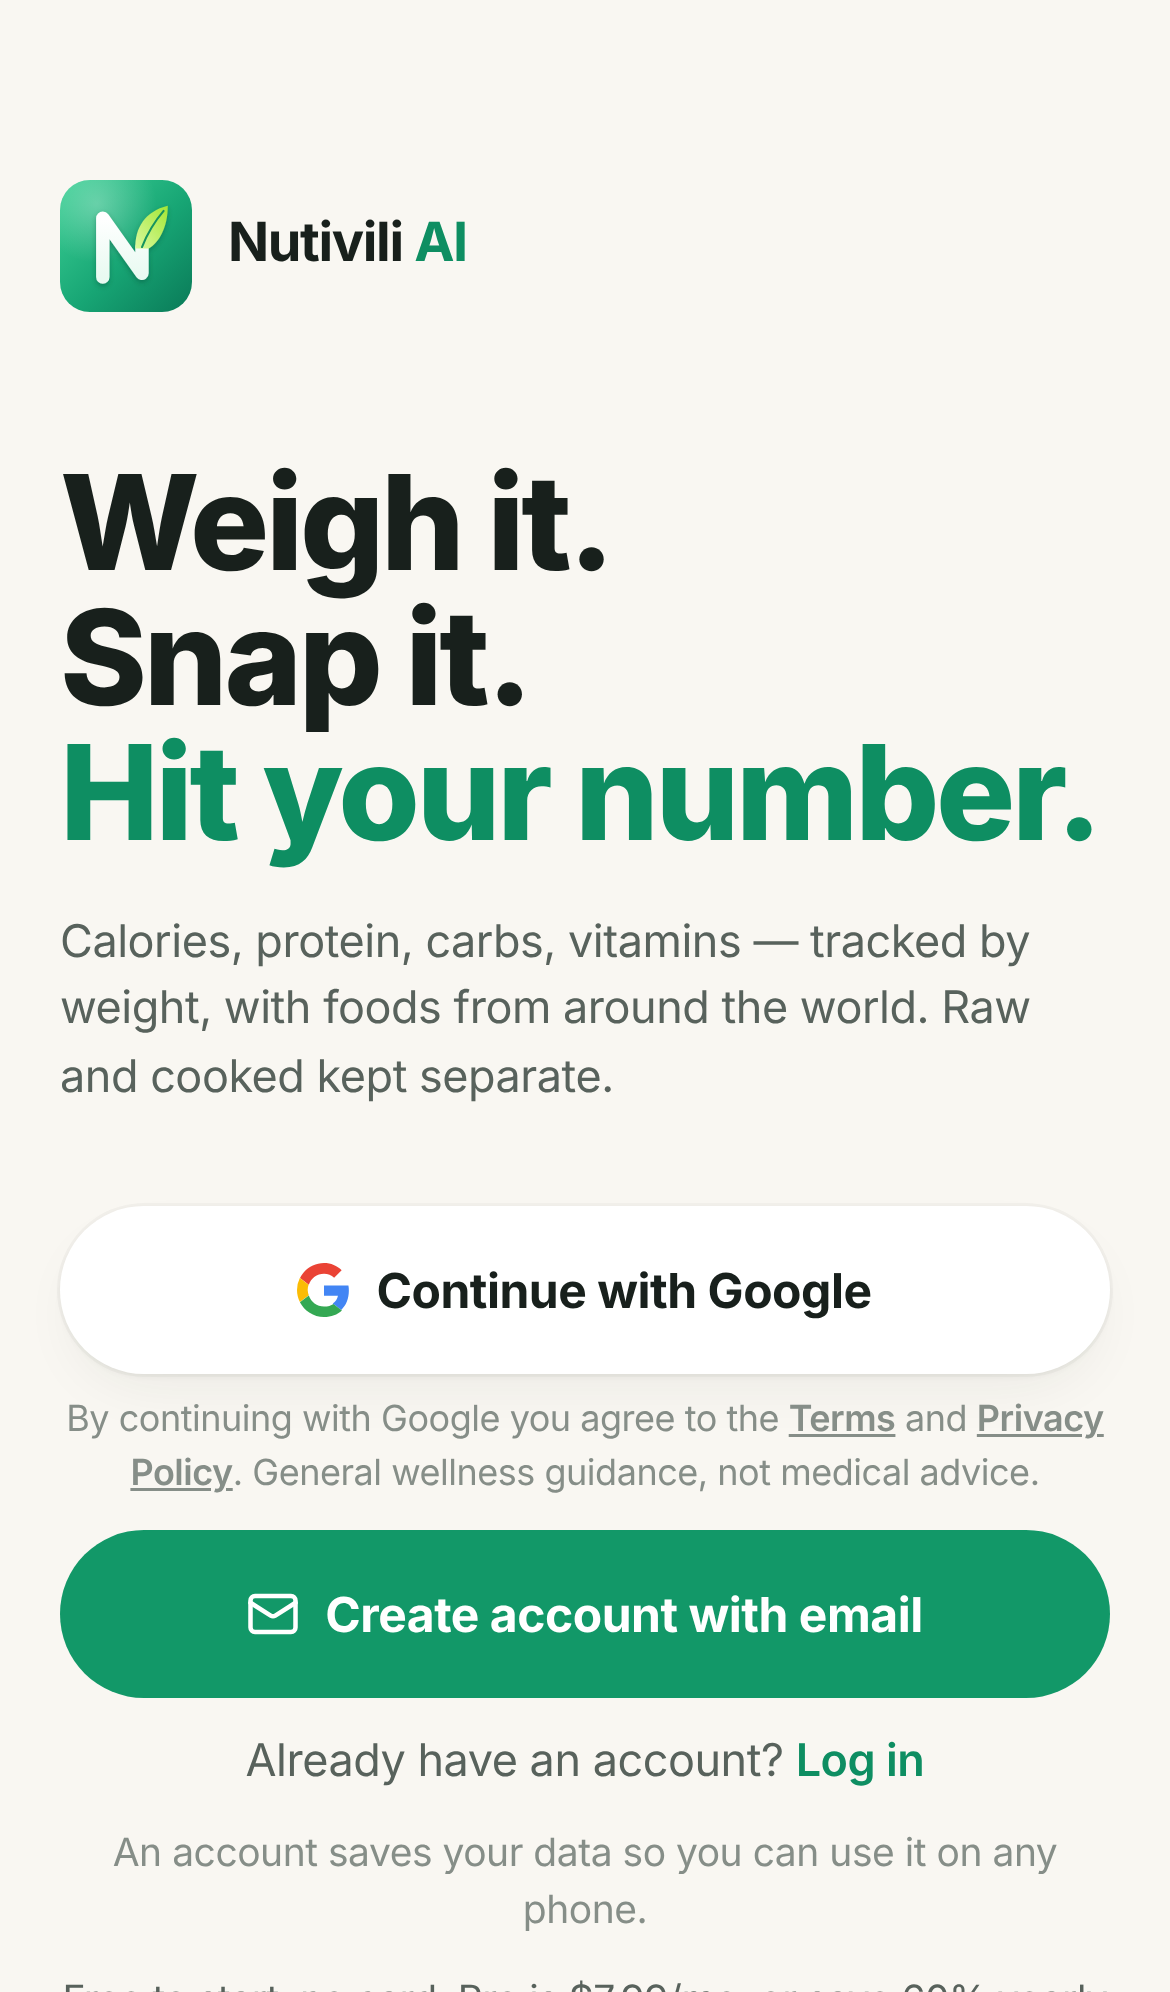 Nutivili AI
Weigh it.
Snap it.
Hit your number.
Calories, protein, carbs, vitamins — tracked by
weight, with foods from around the world. Raw
and cooked kept separate.
Continue with Google
By continuing with Google you agree to the Terms and Privacy
Policy. General wellness guidance, not medical advice.
Create account with email
Already have an account? Log in
An account saves your data so you can use it on any
phone.